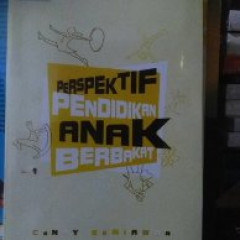 PERSPEKTIF
PENDIDIKAN
ANAK
BERBAKAT